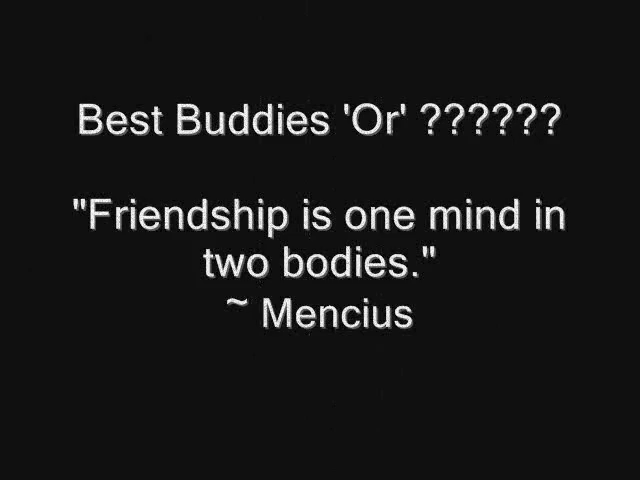 Best Buddies 'Or' ??????
"Friendship is one mind in
two bodies."
~ Mencius